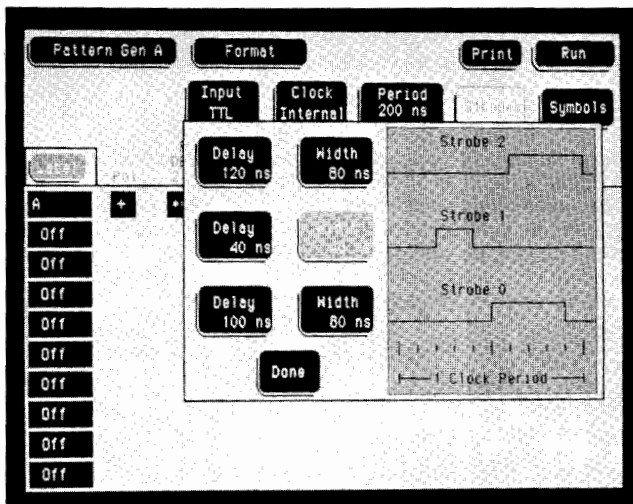 Pattern Gen A Format Print Run
Input TTL Clock Internal Period 200 ns Symbols
Delay 120 ns Width 80 ns Strobe 2
Pol
A + *
Delay 40 ns Strobe 1
Delay 100 ns Width 80 ns Strobe 0
Done 1 Clock Period
Off
Off
Off
Off
Off
Off
Off
Off
Off